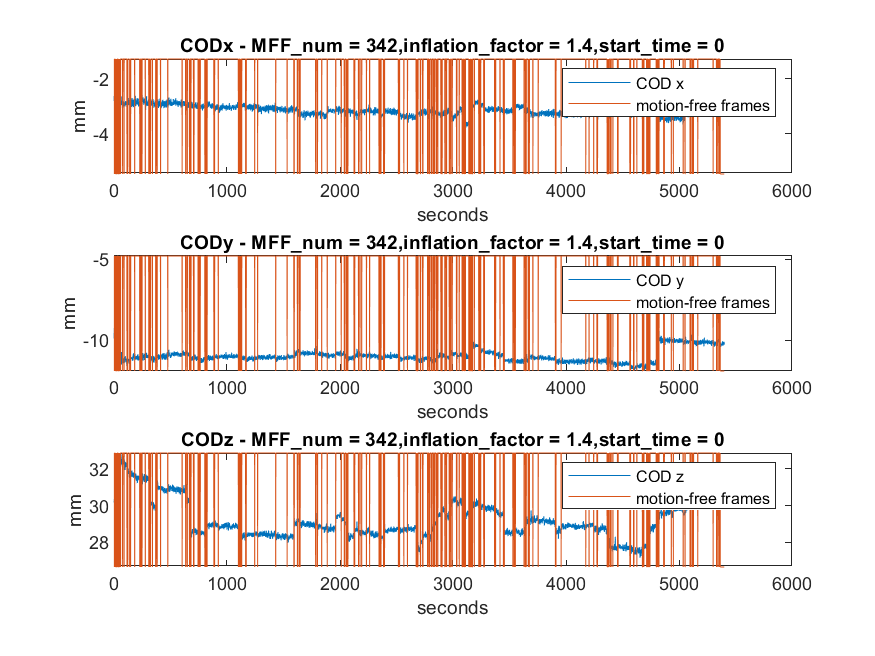 CODx - MFF_num = 342,inflation_factor = 1.4,start_time = 0
-2
-4
mm
COD x
motion-free frames
0 1000 2000 3000 4000 5000 6000
seconds
CODy - MFF_num = 342,inflation_factor = 1.4,start_time = 0
-5
-10
mm
COD y
motion-free frames
0 1000 2000 3000 4000 5000 6000
seconds
CODz - MFF_num = 342,inflation_factor = 1.4,start_time = 0
32
30
28
mm
COD z
motion-free frames
0 1000 2000 3000 4000 5000 6000
seconds